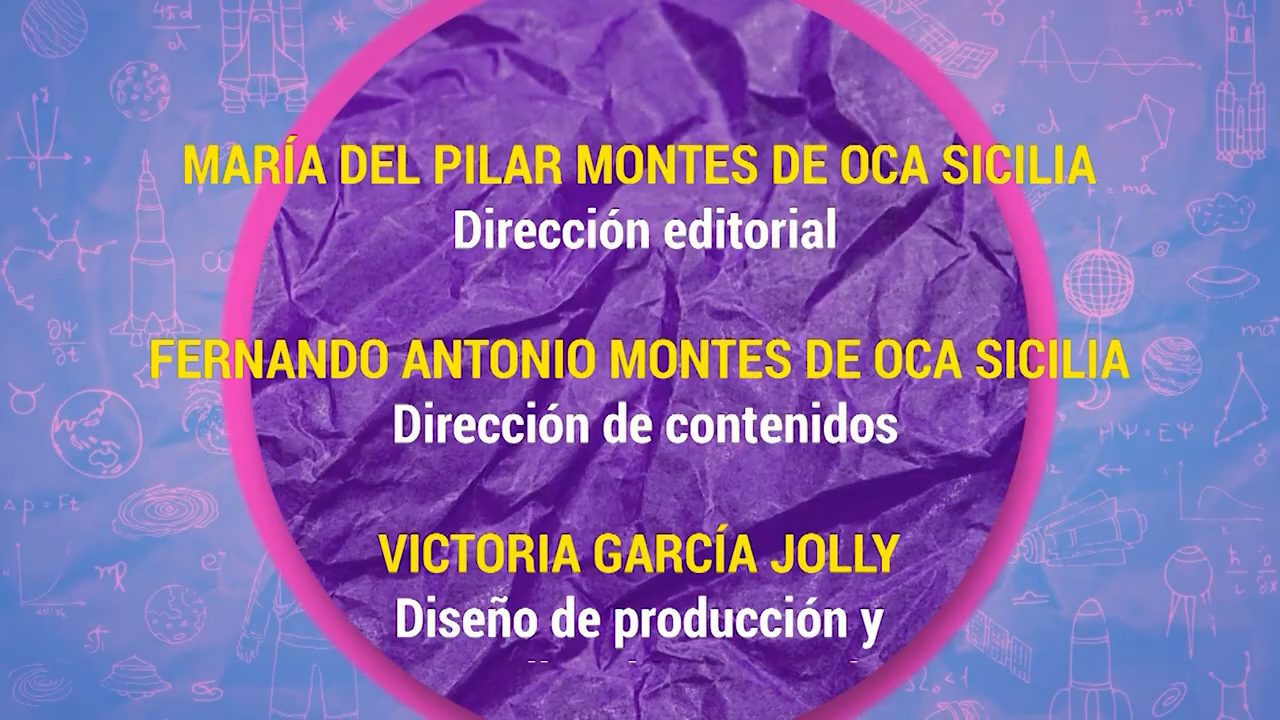 MARÍA DEL PILAR MONTES DE OCA SICILIA
Dirección editorial
FERNANDO ANTONIO MONTES DE OCA SICILIA
Dirección de contenidos
VICTORIA GARCÍA JOLLY
Diseño de producción y